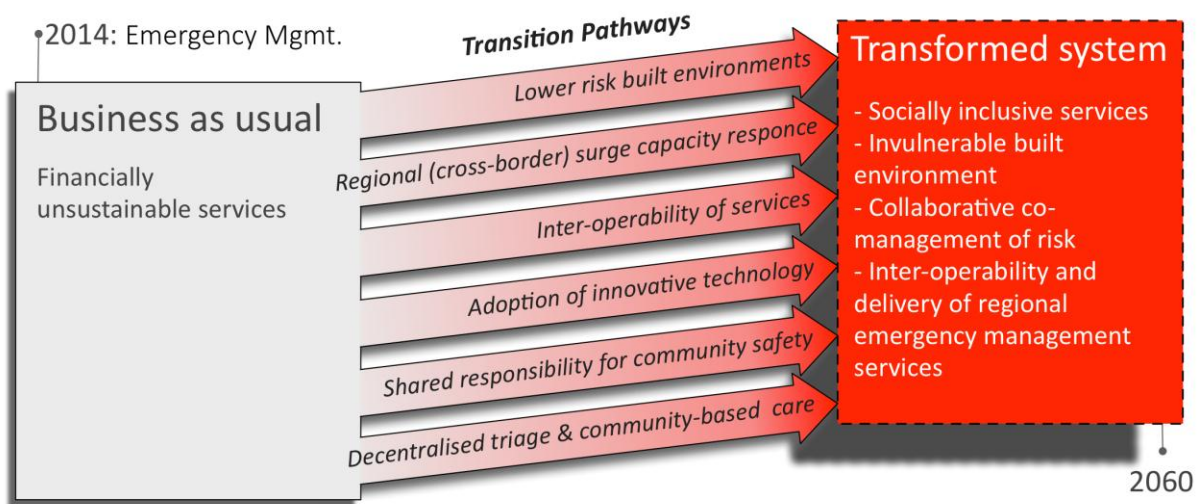 2014: Emergency Mgmt.
Business as usual
Financially
unsustainable services
Transition Pathways
Lower risk built environments
Regional (cross-border) surge capacity responce
Inter-operability of services
Adoption of innovative technology
Shared responsibility for community safety
Decentralised triage & community-based care
Transformed system
- Socially inclusive services
- Invulnerable built
environment
- Collaborative co-
management of risk
- Inter-operability and
delivery of regional
emergency management
services
2060